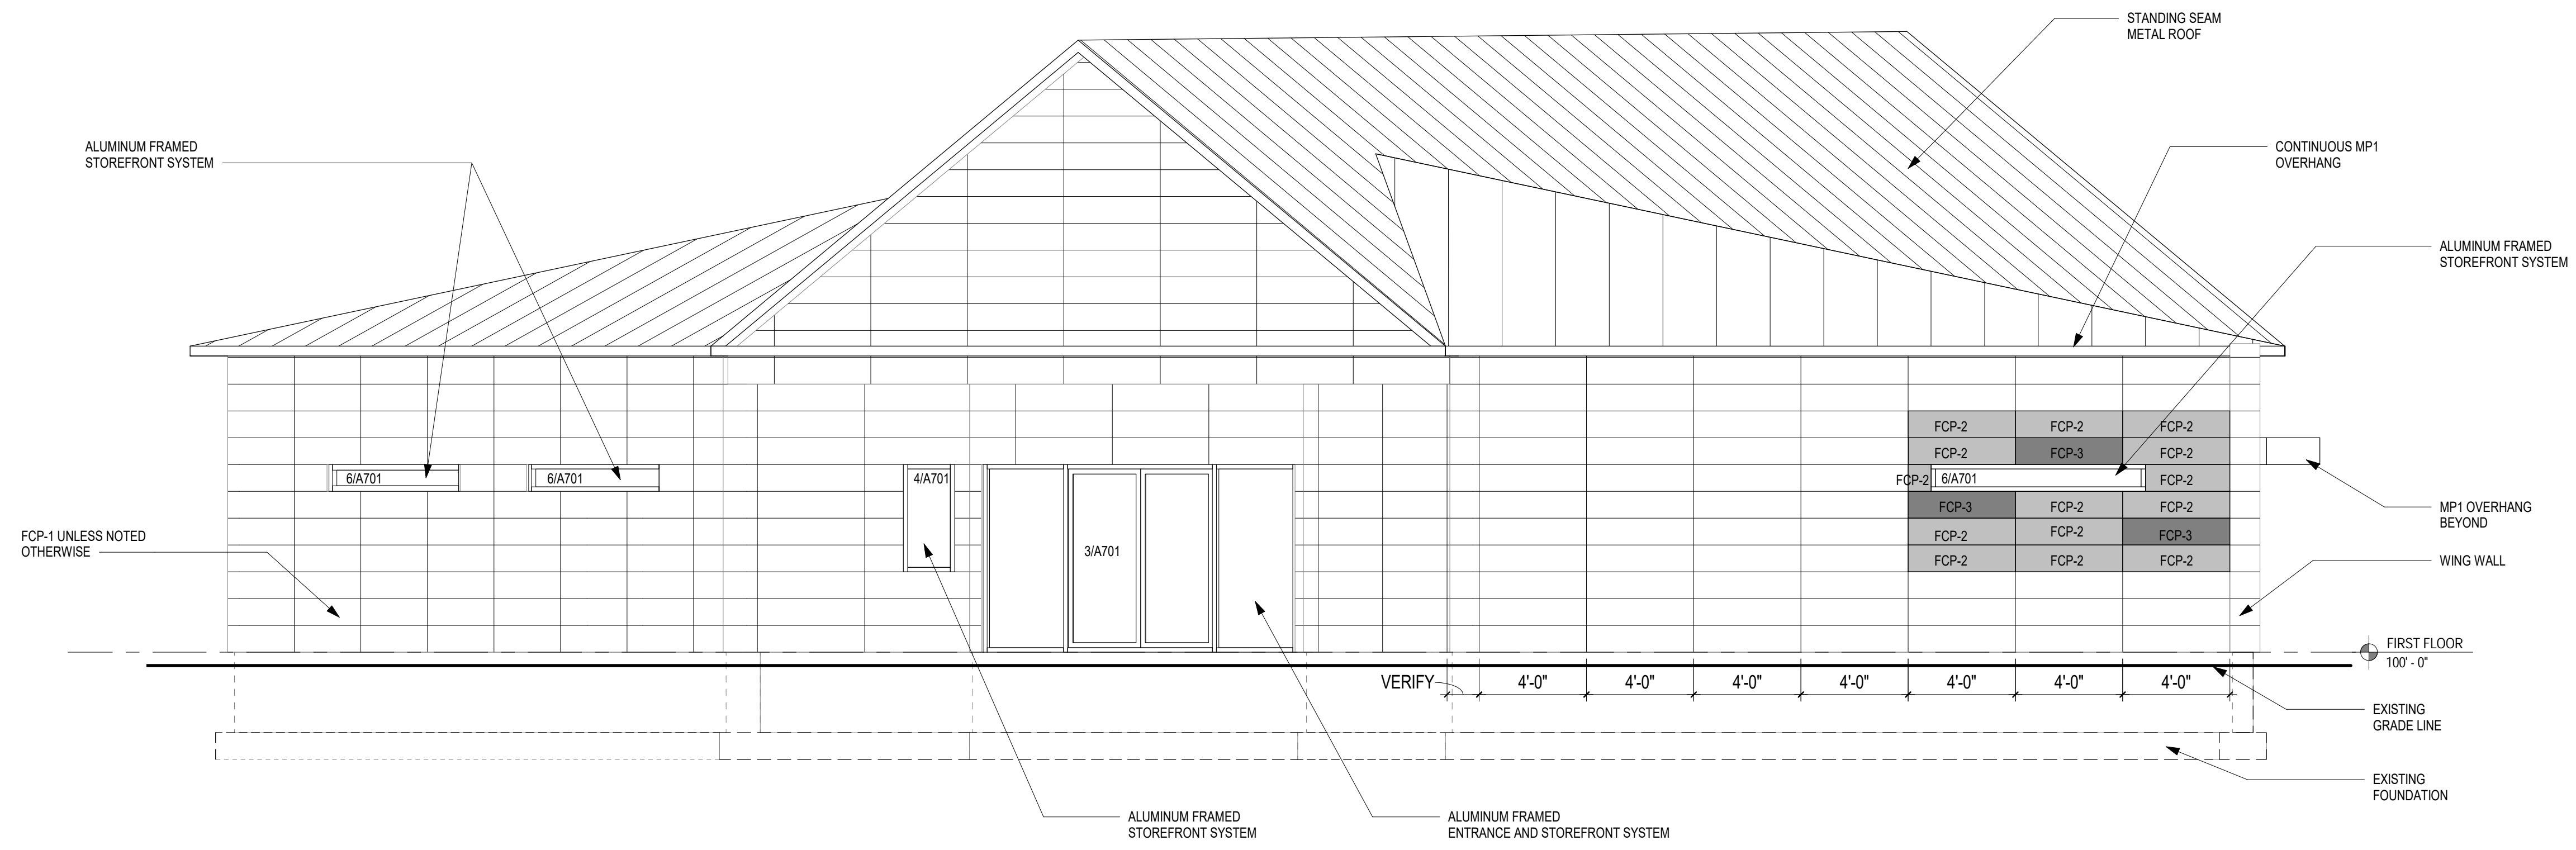 STANDING SEAM
METAL ROOF
ALUMINUM FRAMED
STOREFRONT SYSTEM
CONTINUOUS MP1
OVERHANG
ALUMINUM FRAMED
STOREFRONT SYSTEM
FCP-2 FCP-2 FCP-2
FCP-2 FCP-3 FCP-2
6/A701 6/A701 4/A701 FCP-2 6/A701 FCP-2
FCP-3 FCP-2 FCP-2
MP1 OVERHANG
BEYOND
FCP-1 UNLESS NOTED
OTHERWISE
FCP-2 FCP-2 FCP-3
3/A701
FCP-2 FCP-2 FCP-2
WING WALL
FIRST FLOOR
100' - 0"
VERIFY 4'-0" 4'-0" 4'-0" 4'-0" 4'-0" 4'-0" 4'-0"
EXISTING
GRADE LINE
EXISTING
FOUNDATION
ALUMINUM FRAMED
STOREFRONT SYSTEM
ALUMINUM FRAMED
ENTRANCE AND STOREFRONT SYSTEM